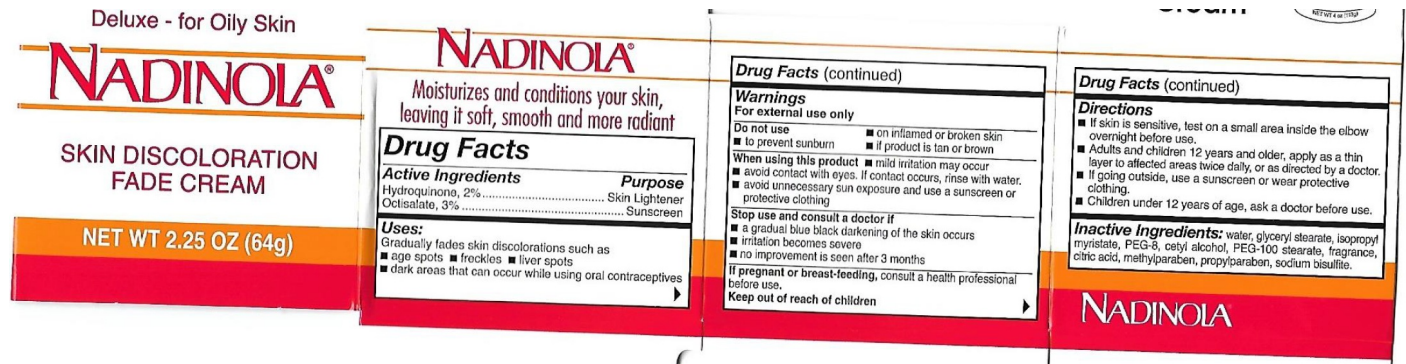 Deluxe - for Oily Skin
NADINOLA®
SKIN DISCOLORATION
FADE CREAM
NET WT 2.25 OZ (64g)
NADINOLA®
Moisturizes and conditions your skin,
leaving it soft, smooth and more radiant
Drug Facts
Active Ingredients Purpose
Hydroquinone, 2%..................................... Skin Lightener
Octisalate, 3% .............................................. Sunscreen
Uses:
Gradually fades skin discolorations such as
■ age spots ■ freckles ■ liver spots
■ dark areas that can occur while using oral contraceptives
Drug Facts (continued)
Warnings
For external use only
Do not use ■ on inflamed or broken skin
■ to prevent sunburn ■ if product is tan or brown
When using this product ■ mild irritation may occur
■ avoid contact with eyes. If contact occurs, rinse with water.
■ avoid unnecessary sun exposure and use a sunscreen or
protective clothing
Stop use and consult a doctor if
■ a gradual blue black darkening of the skin occurs
■ irritation becomes severe
■ no improvement is seen after 3 months
If pregnant or breast-feeding, consult a health professional
before use.
Keep out of reach of children
NET WT 4 oz (113g)
Drug Facts (continued)
Directions
■ If skin is sensitive, test on a small area inside the elbow
overnight before use.
■ Adults and children 12 years and older, apply as a thin
layer to affected areas twice daily, or as directed by a doctor.
■ If going outside, use a sunscreen or wear protective
clothing.
■ Children under 12 years of age, ask a doctor before use.
Inactive Ingredients: water, glyceryl stearate, isopropyl
myristate, PEG-8, cetyl alcohol, PEG-100 stearate, fragrance,
citric acid, methylparaben, propylparaben, sodium bisulfite.
NADINOLA